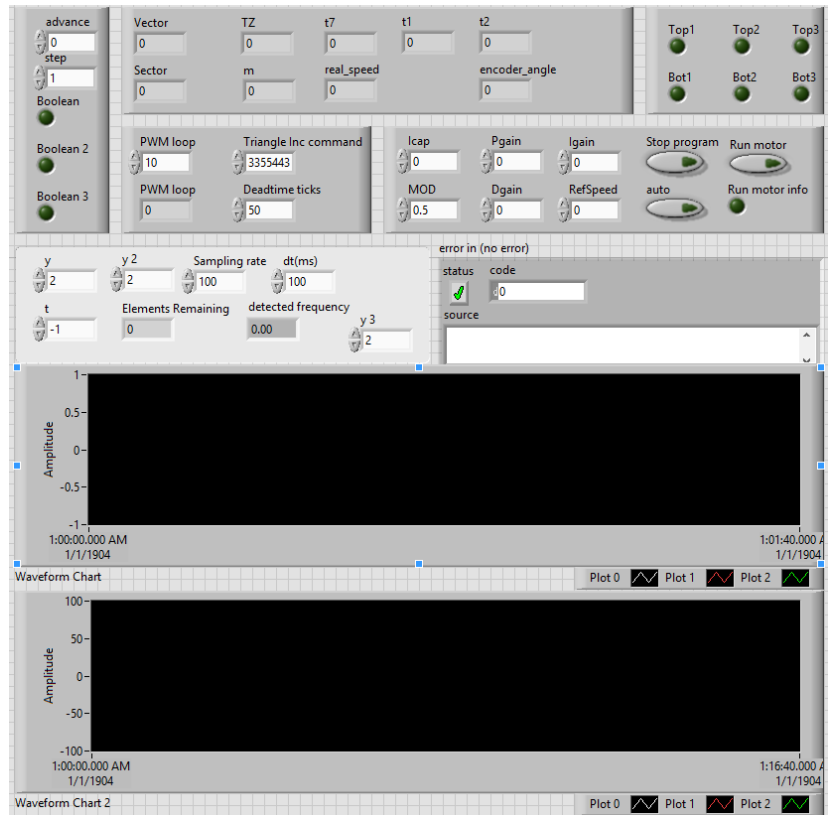 advance
0
step
1
Boolean
Boolean 2
Boolean 3
Vector TZ t7 t1 t2
0 0 0 0 0
Sector m real_speed encoder_angle
0 0 0 0
Top1 Top2 Top3
Bot1 Bot2 Bot3
PWM loop Triangle Inc command
10 3355443
PWM loop Deadtime ticks
0 50
Icap Pgain Igain Stop program Run motor
0 0 0
MOD Dgain RefSpeed auto Run motor info
0.5 0 0
y y 2 Sampling rate dt(ms)
2 2 100 100
t Elements Remaining detected frequency y 3
-1 0 0.00 2
error in (no error)
status code
0
source
1
0.5
0
-0.5
-1
Amplitude
1:00:00.000 AM
1/1/1904
1:01:40.000
1/1/1904
Waveform Chart Plot 0 Plot 1 Plot 2
100
50
0
-50
-100
Amplitude
1:00:00.000 AM
1/1/1904
1:16:40.000
1/1/1904
Waveform Chart 2 Plot 0 Plot 1 Plot 2